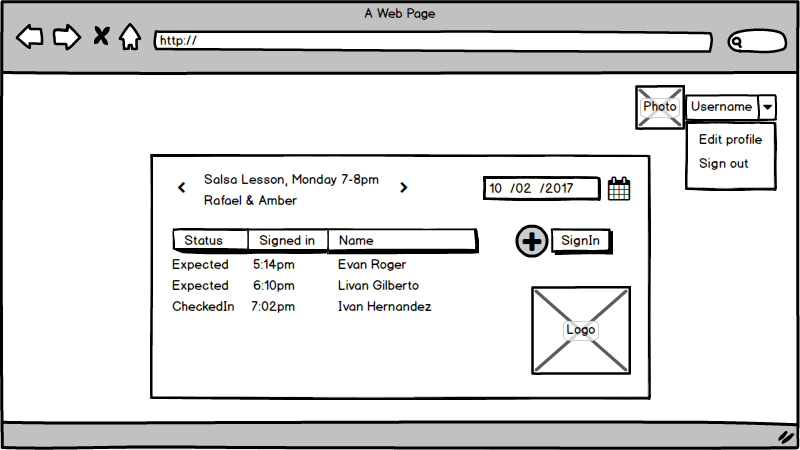 A Web Page
http://
Photo
Username
Edit profile
Sign out
Salsa Lesson, Monday 7-8pm
Rafael & Amber
10 /02 /2017
Status Signed in Name
SignIn
Expected 5:14pm Evan Roger
Expected 6:10pm Livan Gilberto
CheckedIn 7:02pm Ivan Hernandez
Logo